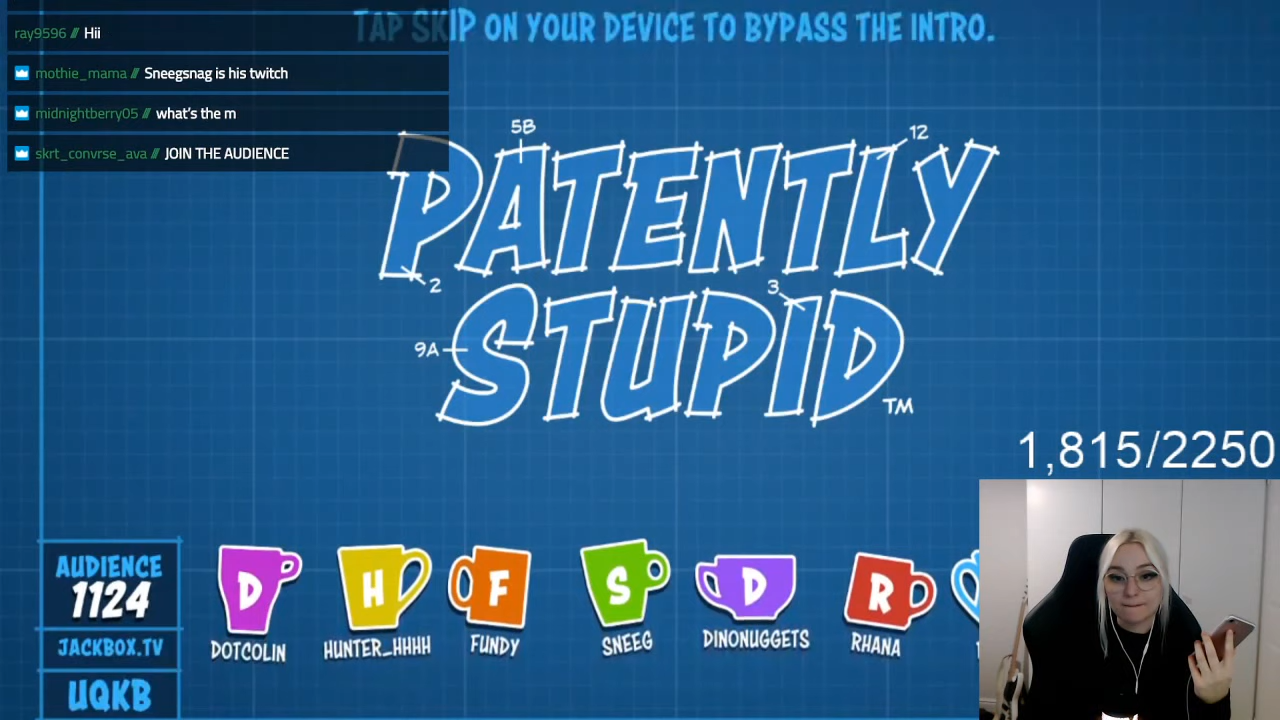 TAP SKIP ON YOUR DEVICE TO BYPASS THE INTRO.
ray9596 // Hii
mothie_mama // Sneegsnag is his twitch
midnightberry05 // what's the m
skrt_convrse_ava // JOIN THE AUDIENCE
5B
12
PATENTLY
2
3
9A
STUPID
TM
1,815/2250
AUDIENCE
1124
JACKBOX.TV
UQKB
D
H
F
S
D
R
DOTCOLIN
HUNTER_HHHH
FUNDY
SNEEG
DINONUGGETS
RHANA